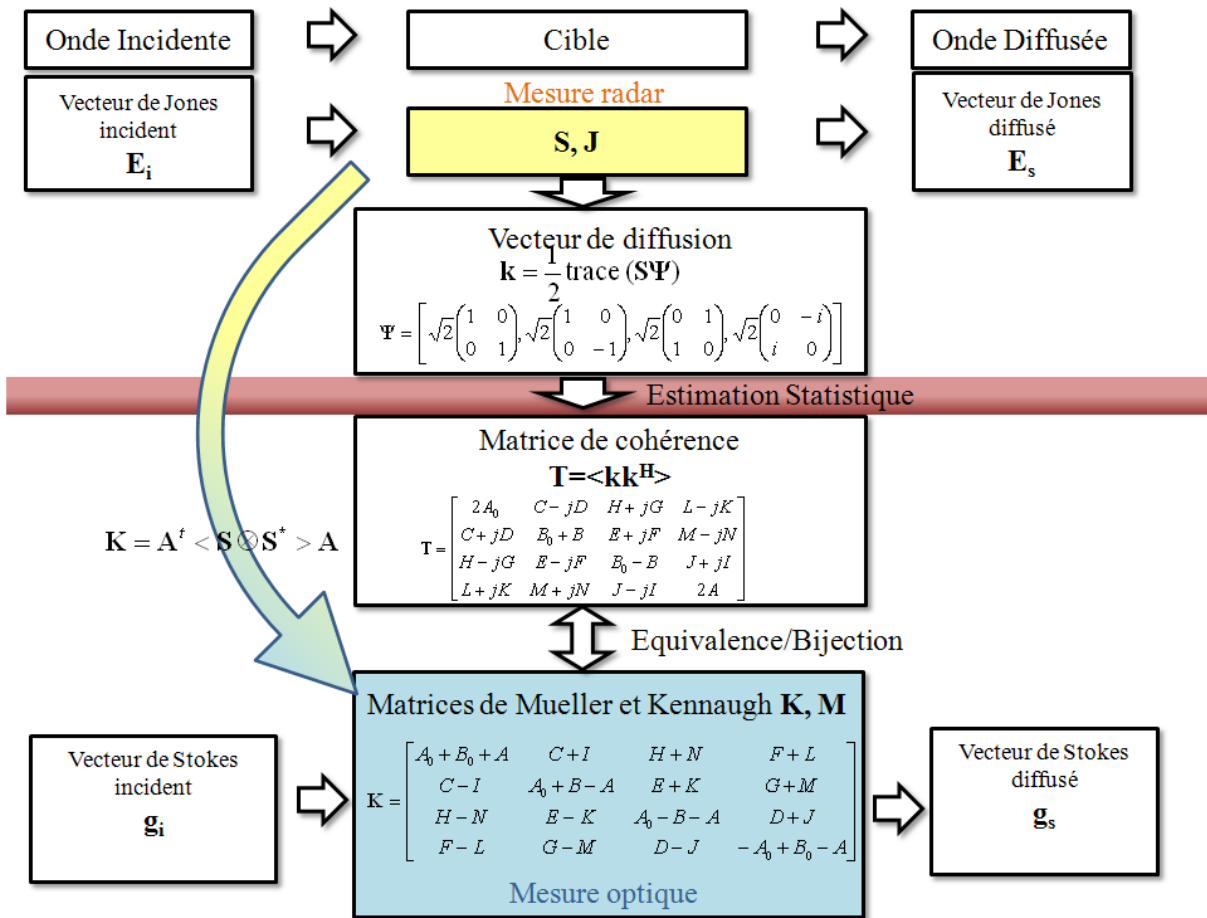 Onde Incidente
Cible
Onde Diffusée
Vecteur de Jones
incident
E_i
Mesure radar
S, J
Vecteur de Jones
diffusé
E_s
Vecteur de diffusion
k = 1/2 trace (SΨ)
Ψ = [ √2 (1 0; 0 1), √2 (1 0; 0 −1), √2 (0 1; 1 0), √2 (0 −i; i 0) ]
Estimation Statistique
Matrice de cohérence
T=<kk^H>
T = [
2A_0 C−jD H+jG L−jK
C+jD B_0+B E+jF M−jN
H−jG E−jF B_0−B J+jI
L+jK M+jN J−jI 2A
]
K = A^t < S⊗S^* > A
Equivalence/Bijection
Matrices de Mueller et Kennaugh K, M
K = [
A_0+B_0+A C+I H+N F+L
C−I A_0+B−A E+K G+M
H−N E−K A_0−B−A D+J
F−L G−M D−J −A_0+B_0−A
]
Mesure optique
Vecteur de Stokes
incident
g_i
Vecteur de Stokes
diffusé
g_s